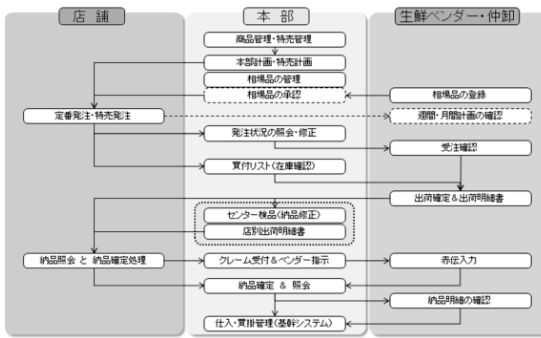 店 舗
本 部
生鮮ベンダー・仲卸
商品管理・特売管理
本部計画・特売計画
相場品の管理
相場品の承認
相場品の登録
定番発注・特売発注
週間・月間計画の確認
発注状況の照会・修正
受注確認
買付リスト(在庫確認)
出荷確定＆出荷明細書
センター検品(納品修正)
店別出荷明細書
納品照会 と 納品確定処理
クレーム受付＆ベンダー指示
赤伝入力
納品確定 ＆ 照会
納品明細の確認
仕入・買掛管理(基幹システム)